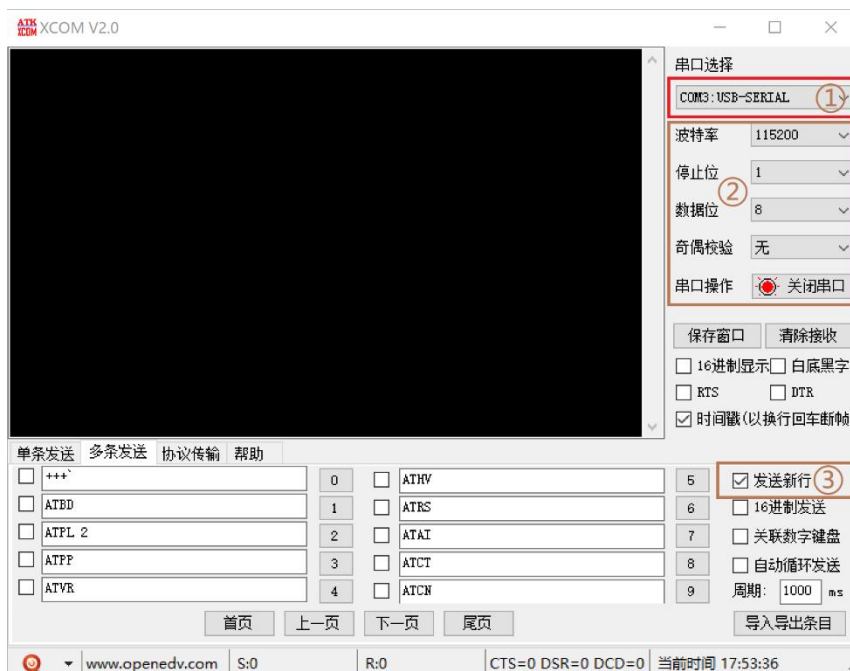 ATK XCOM XCOM V2.0
串口选择
COM3:USB-SERIAL ①
波特率 115200
停止位 1
②
数据位 8
奇偶校验 无
串口操作 关闭串口
保存窗口 清除接收
16进制显示 白底黑字
RTS DTR
时间戳(以换行回车断帧
单条发送 多条发送 协议传输 帮助
+++` 0 ATHV 5 发送新行 ③
ATBD 1 ATRS 6 16进制发送
ATPL 2 2 ATAI 7 关联数字键盘
ATPP 3 ATCT 8 自动循环发送
ATVR 4 ATCN 9 周期: 1000 ms
首页 上一页 下一页 尾页 导入导出条目
www.openedv.com S:0 R:0 CTS=0 DSR=0 DCD=0 当前时间 17:53:36